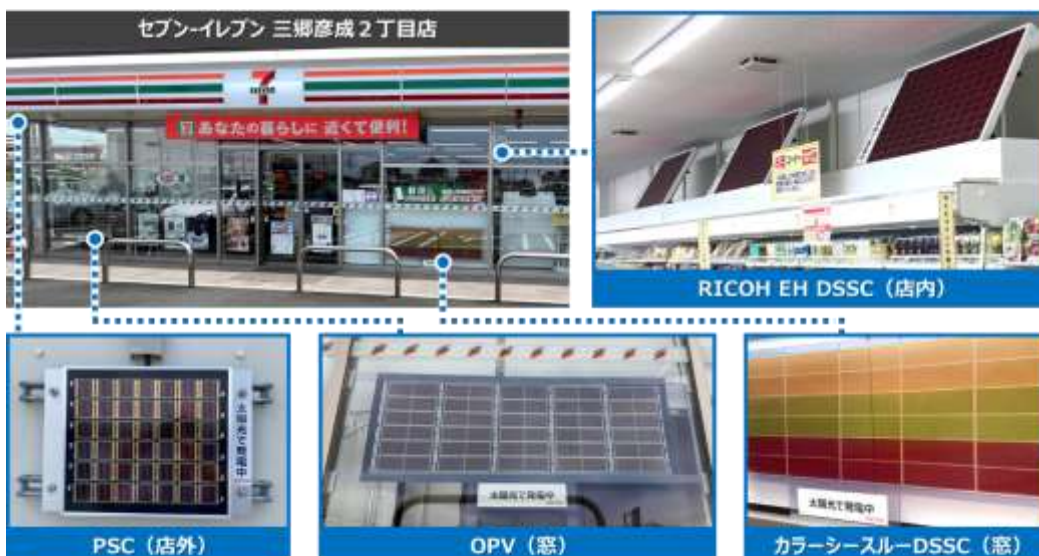 セブン-イレブン 三郷彦成2丁目店
あなたの暮らしに 近くて便利!
RICOH EH DSSC（店内）
太陽光で発電中
PSC（店外）
太陽光で発電中
OPV（窓）
太陽光で発電中
カラーシースルーDSSC（窓）